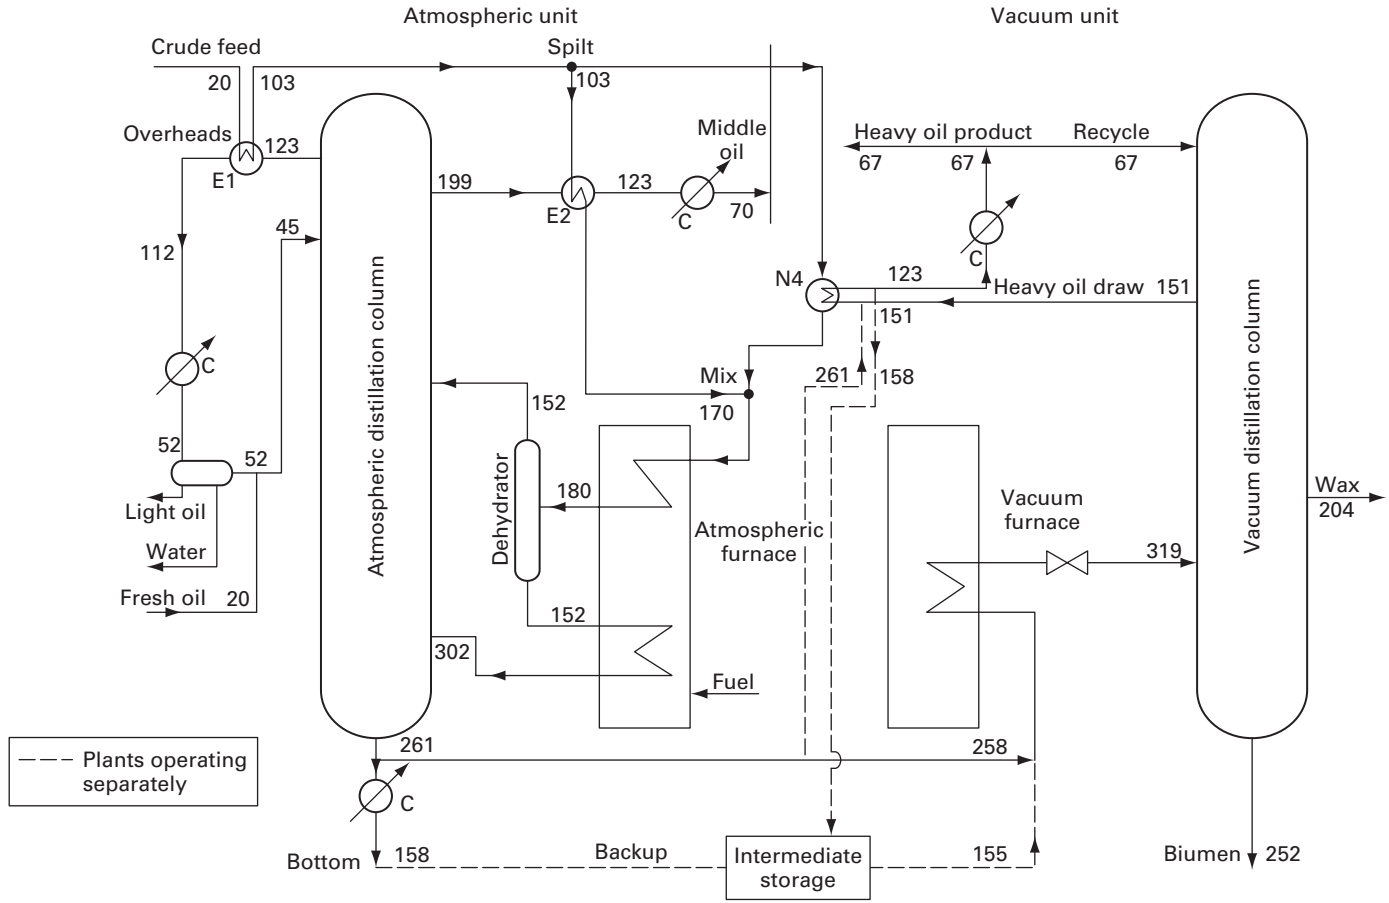 Atmospheric unit
Vacuum unit
Crude feed
Spilt
20
103
103
Overheads
123
E1
Middle
oil
Heavy oil product
Recycle
67
67
67
199
123
E2
C
70
45
112
C
N4
123
Heavy oil draw
151
151
C
Mix
261
158
170
152
52
52
Light oil
Water
Fresh oil
20
Atmospheric distillation column
Dehydrator
180
Atmospheric
furnace
Vacuum
furnace
Vacuum distillation column
Wax
204
319
152
302
Fuel
261
258
Plants operating
separately
C
Bottom
158
Backup
Intermediate
storage
155
Biumen
252